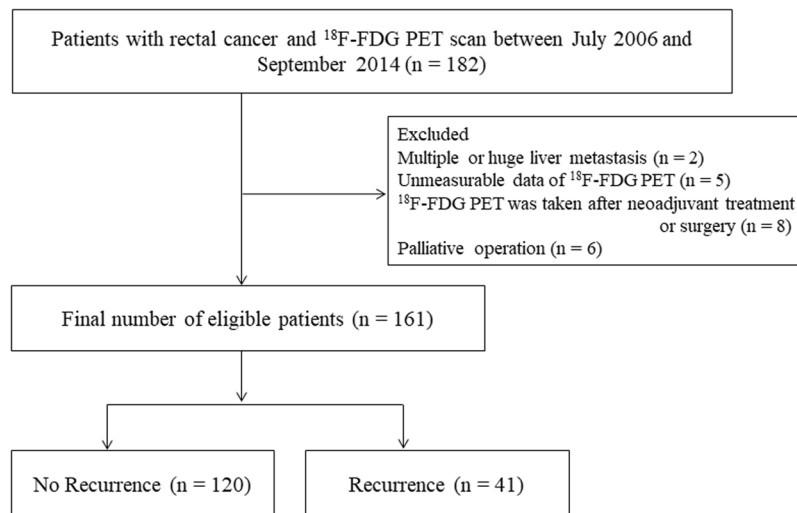 Patients with rectal cancer and ¹⁸F-FDG PET scan between July 2006 and
September 2014 (n = 182)
Excluded
Multiple or huge liver metastasis (n = 2)
Unmeasurable data of ¹⁸F-FDG PET (n = 5)
¹⁸F-FDG PET was taken after neoadjuvant treatment
or surgery (n = 8)
Palliative operation (n = 6)
Final number of eligible patients (n = 161)
No Recurrence (n = 120)
Recurrence (n = 41)